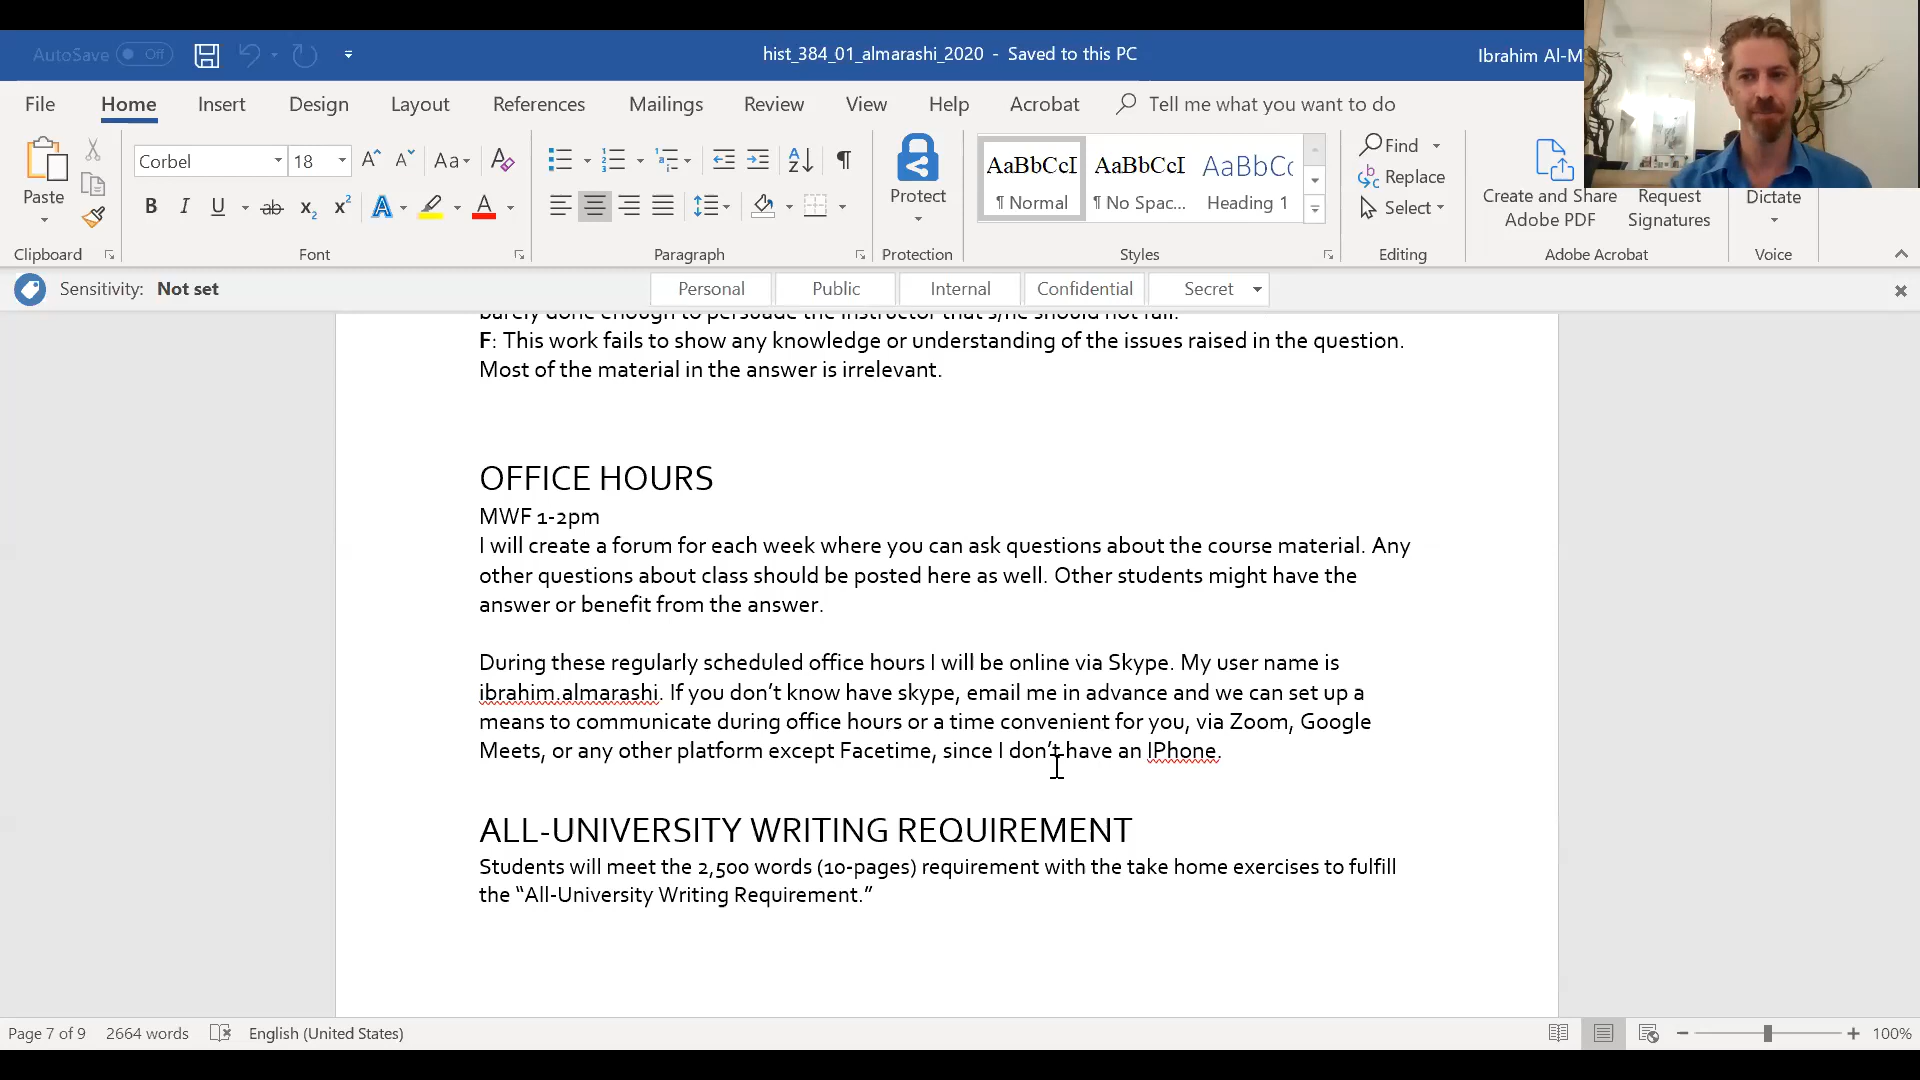 AutoSave Off
hist_384_01_almarashi_2020 - Saved to this PC
Ibrahim Al-M
File Home Insert Design Layout References Mailings Review View Help Acrobat Tell me what you want to do
Paste
Clipboard
Corbel 18
Font
Paragraph
Protect
Protection
AaBbCcI AaBbCcI AaBbCc
¶ Normal ¶ No Spac... Heading 1
Styles
Find
Replace
Select
Editing
Create and Share Adobe PDF
Request Signatures
Adobe Acrobat
Dictate
Voice
Sensitivity: Not set
Personal Public Internal Confidential Secret
barely done enough to persuade the instructor that s/he should not fail.
F: This work fails to show any knowledge or understanding of the issues raised in the question.
Most of the material in the answer is irrelevant.
OFFICE HOURS
MWF 1-2pm
I will create a forum for each week where you can ask questions about the course material. Any
other questions about class should be posted here as well. Other students might have the
answer or benefit from the answer.
During these regularly scheduled office hours I will be online via Skype. My user name is
ibrahim.almarashi. If you don’t know have skype, email me in advance and we can set up a
means to communicate during office hours or a time convenient for you, via Zoom, Google
Meets, or any other platform except Facetime, since I don’t have an IPhone.
ALL-UNIVERSITY WRITING REQUIREMENT
Students will meet the 2,500 words (10-pages) requirement with the take home exercises to fulfill
the “All-University Writing Requirement.”
Page 7 of 9 2664 words English (United States) 100%